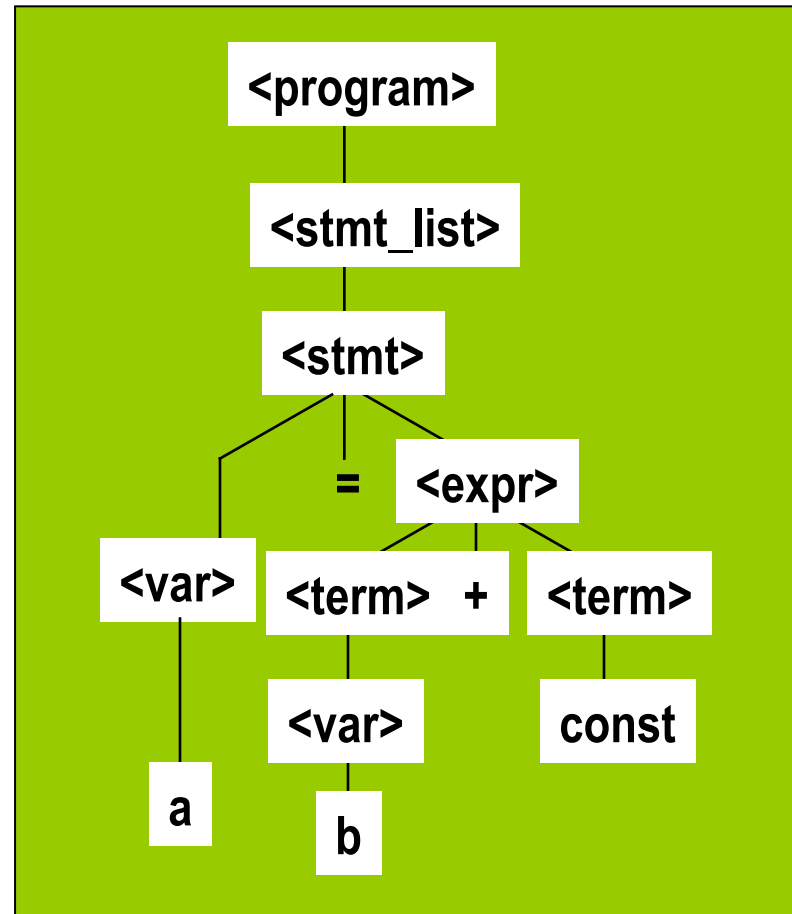 <program>
<stmt_list>
<stmt>
= <expr>
<var> <term> + <term>
<var> const
a b